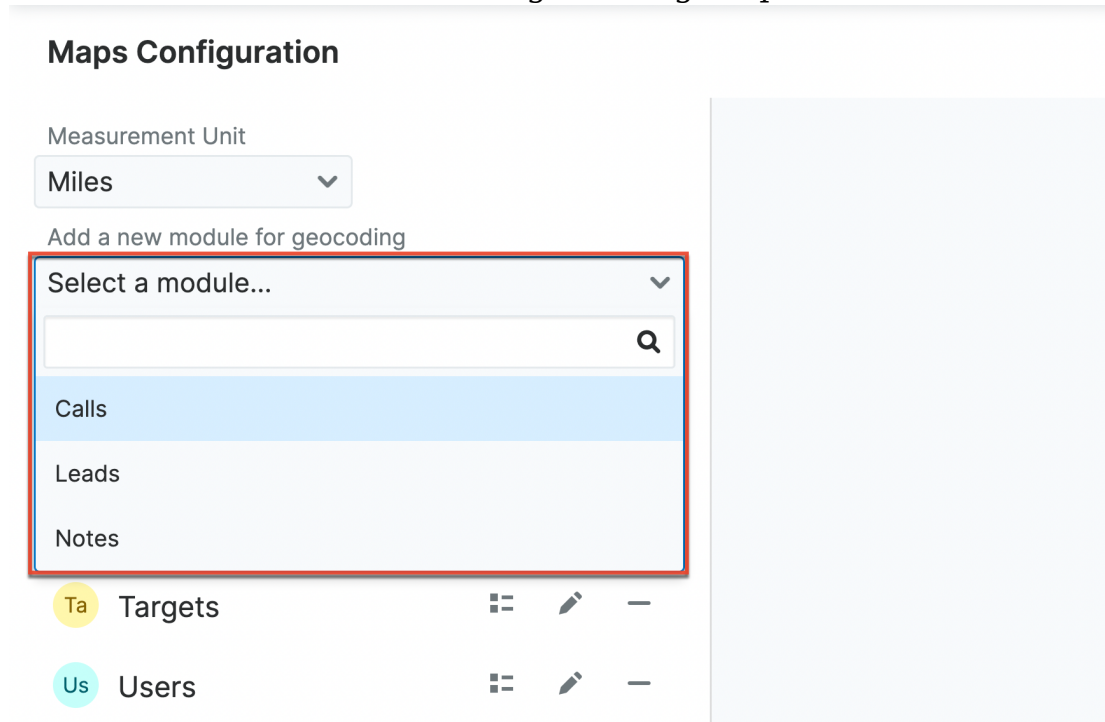 Maps Configuration
Measurement Unit
Miles
Add a new module for geocoding
Select a module...
Calls
Leads
Notes
Ta Targets
Us Users